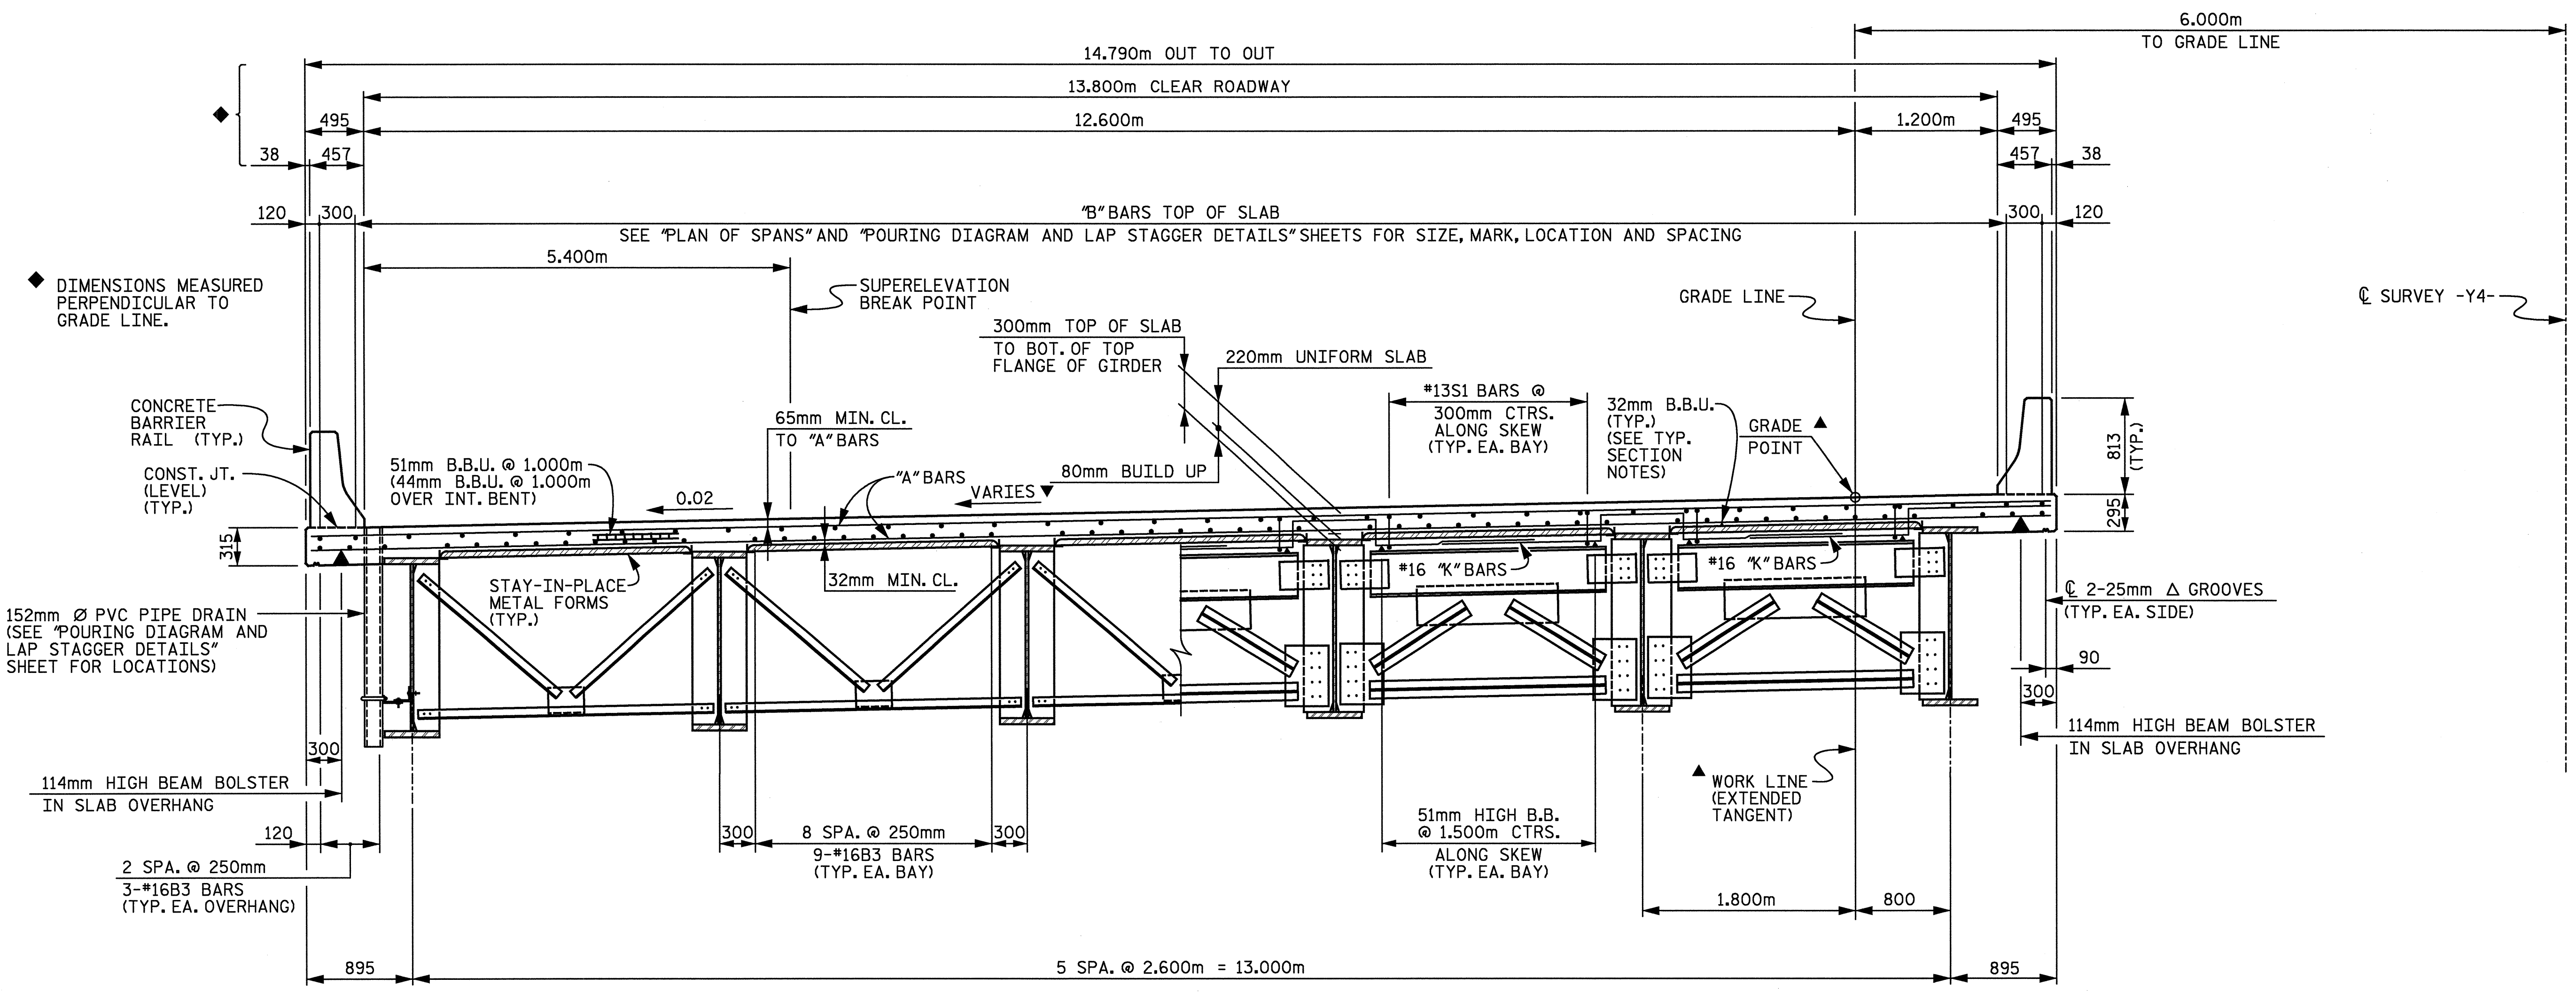 6.000m
TO GRADE LINE
14.790m OUT TO OUT
13.800m CLEAR ROADWAY
495
12.600m
1.200m
495
38
457
457
38
120
300
"B" BARS TOP OF SLAB
300
120
SEE "PLAN OF SPANS" AND "POURING DIAGRAM AND LAP STAGGER DETAILS" SHEETS FOR SIZE, MARK, LOCATION AND SPACING
5.400m
◆ DIMENSIONS MEASURED
PERPENDICULAR TO
GRADE LINE.
SUPERELEVATION
BREAK POINT
GRADE LINE
℄ SURVEY -Y4-
300mm TOP OF SLAB
TO BOT. OF TOP
FLANGE OF GIRDER
220mm UNIFORM SLAB
#13S1 BARS @
300mm CTRS.
ALONG SKEW
(TYP. EA. BAY)
32mm B.B.U.
(TYP.)
(SEE TYP.
SECTION
NOTES)
GRADE ▲
POINT
CONCRETE
BARRIER
RAIL (TYP.)
65mm MIN. CL.
TO "A" BARS
813
(TYP.)
CONST. JT.
(LEVEL)
(TYP.)
51mm B.B.U. @ 1.000m
(44mm B.B.U. @ 1.000m
OVER INT. BENT)
"A" BARS
80mm BUILD UP
0.02
VARIES ▼
295
315
STAY-IN-PLACE
METAL FORMS
(TYP.)
32mm MIN. CL.
#16 "K" BARS
#16 "K" BARS
℄ 2-25mm △ GROOVES
(TYP. EA. SIDE)
152mm Ø PVC PIPE DRAIN
(SEE "POURING DIAGRAM AND
LAP STAGGER DETAILS"
SHEET FOR LOCATIONS)
90
300
300
114mm HIGH BEAM BOLSTER
IN SLAB OVERHANG
114mm HIGH BEAM BOLSTER
IN SLAB OVERHANG
▲ WORK LINE
(EXTENDED
TANGENT)
120
2 SPA. @ 250mm
3-#16B3 BARS
(TYP. EA. OVERHANG)
300
8 SPA. @ 250mm
300
9-#16B3 BARS
(TYP. EA. BAY)
51mm HIGH B.B.
@ 1.500m CTRS.
ALONG SKEW
(TYP. EA. BAY)
1.800m
800
895
5 SPA. @ 2.600m = 13.000m
895